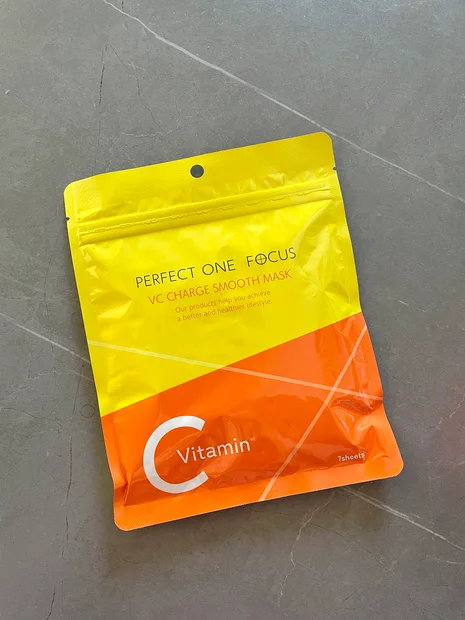 PERFECT ONE FOCUS
VC CHARGE SMOOTH MASK
Our products help you achieve
a better and healthier lifestyle.
C Vitamin
7sheets